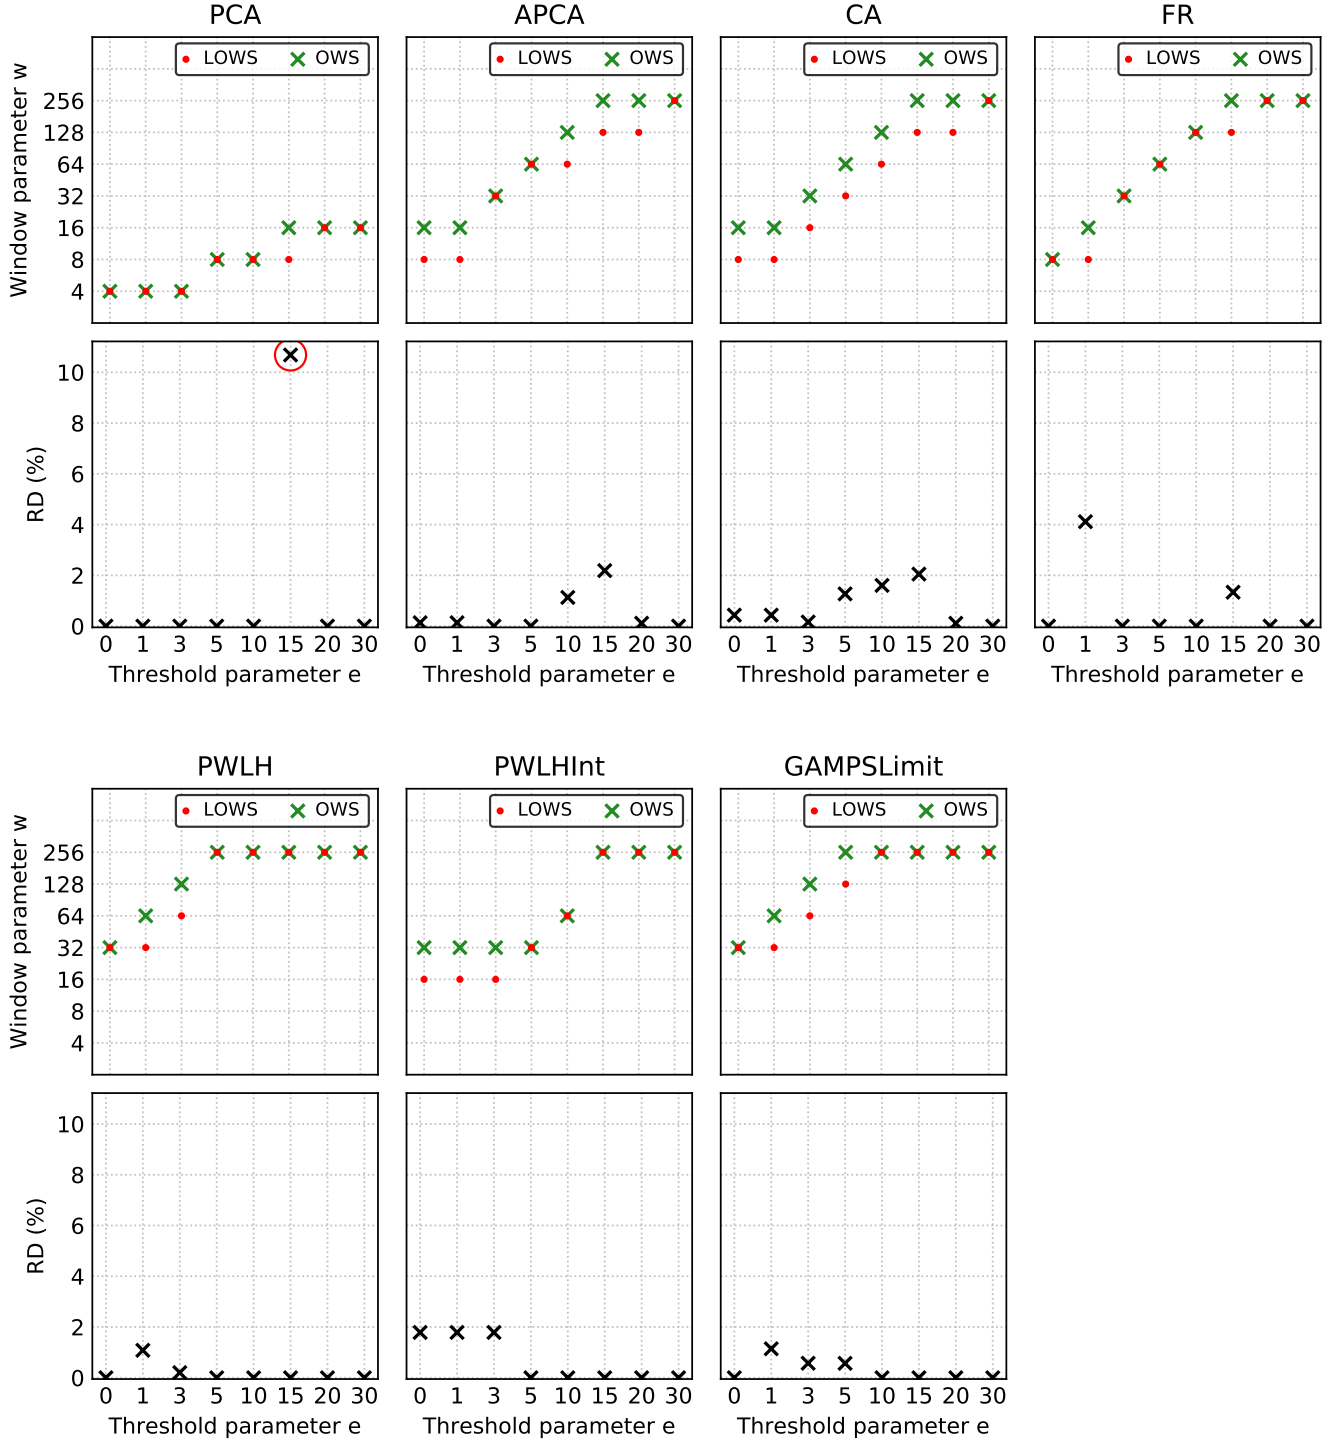 PCA APCA CA FR
LOWS OWS LOWS OWS LOWS OWS LOWS OWS
Window parameter w
256
128
64
32
16
8
4
RD (%)
10
8
6
4
2
0
0 1 3 5 10 15 20 30 0 1 3 5 10 15 20 30 0 1 3 5 10 15 20 30 0 1 3 5 10 15 20 30
Threshold parameter e Threshold parameter e Threshold parameter e Threshold parameter e
PWLH PWLHInt GAMPSLimit
LOWS OWS LOWS OWS LOWS OWS
Window parameter w
256
128
64
32
16
8
4
RD (%)
10
8
6
4
2
0
0 1 3 5 10 15 20 30 0 1 3 5 10 15 20 30 0 1 3 5 10 15 20 30
Threshold parameter e Threshold parameter e Threshold parameter e